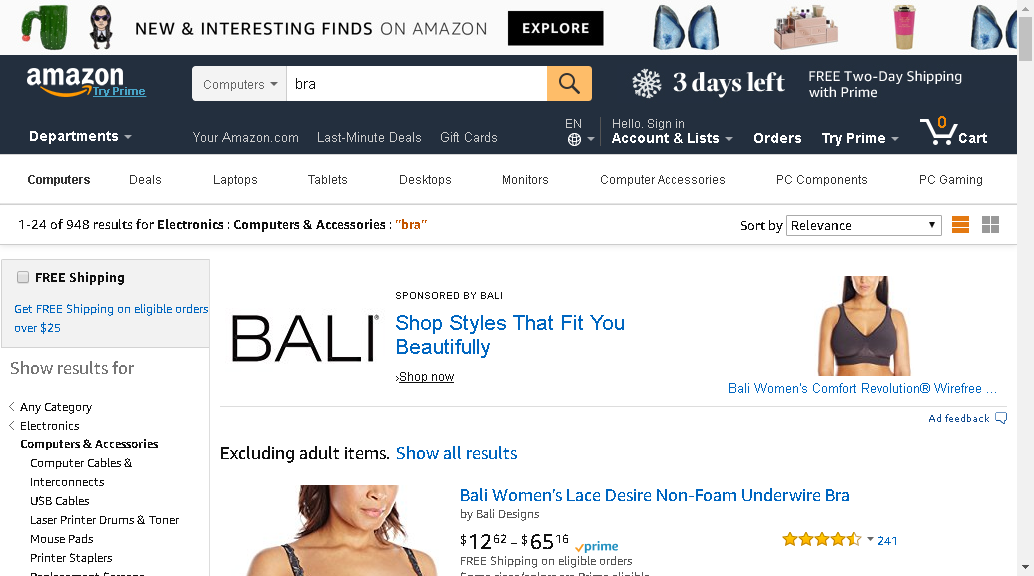 NEW & INTERESTING FINDS ON AMAZON EXPLORE
amazon
Try Prime
Computers
bra
3 days left
FREE Two-Day Shipping
with Prime
Departments
Your Amazon.com
Last-Minute Deals
Gift Cards
EN
Hello. Sign in
Account & Lists
Orders
Try Prime
0
Cart
Computers
Deals
Laptops
Tablets
Desktops
Monitors
Computer Accessories
PC Components
PC Gaming
1-24 of 948 results for Electronics : Computers & Accessories : "bra"
Sort by Relevance
FREE Shipping
Get FREE Shipping on eligible orders
over $25
Show results for
Any Category
Electronics
Computers & Accessories
Computer Cables &
Interconnects
USB Cables
Laser Printer Drums & Toner
Mouse Pads
Printer Staplers
BALI®
SPONSORED BY BALI
Shop Styles That Fit You
Beautifully
›Shop now
Bali Women's Comfort Revolution® Wirefree ...
Ad feedback
Excluding adult items. Show all results
Bali Women's Lace Desire Non-Foam Underwire Bra
by Bali Designs
$12 62 - $65 16 prime
FREE Shipping on eligible orders
241